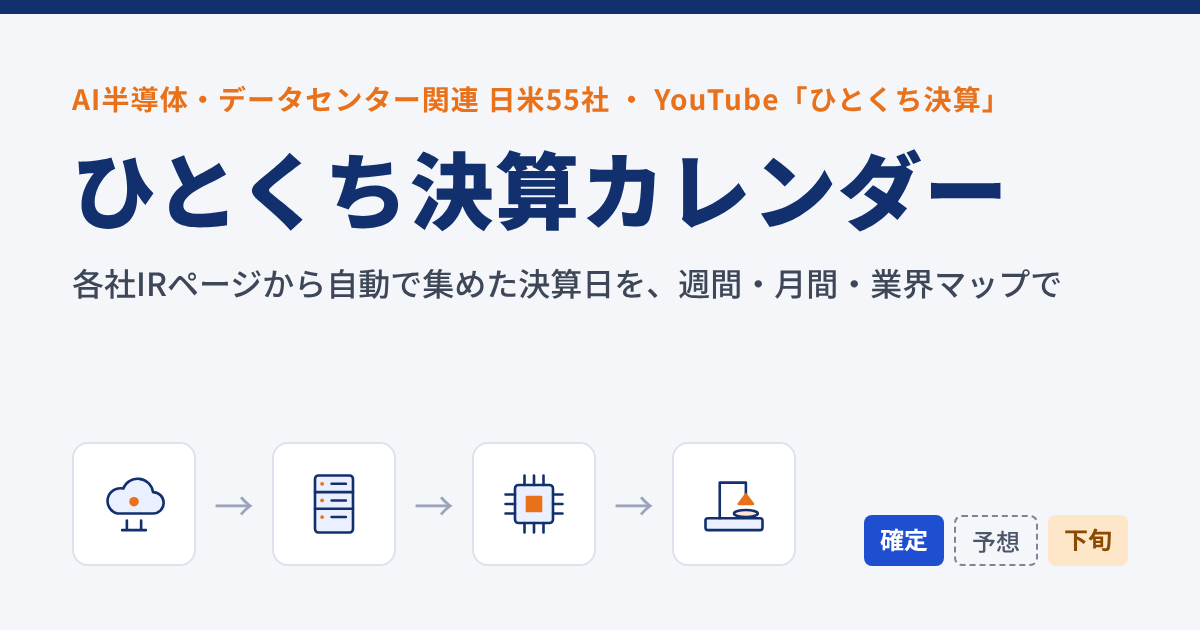 AI半導体・データセンター関連 日米55社 ・ YouTube「ひとくち決算」
ひとくち決算カレンダー
各社IRページから自動で集めた決算日を、週間・月間・業界マップで
確定 予想 下旬